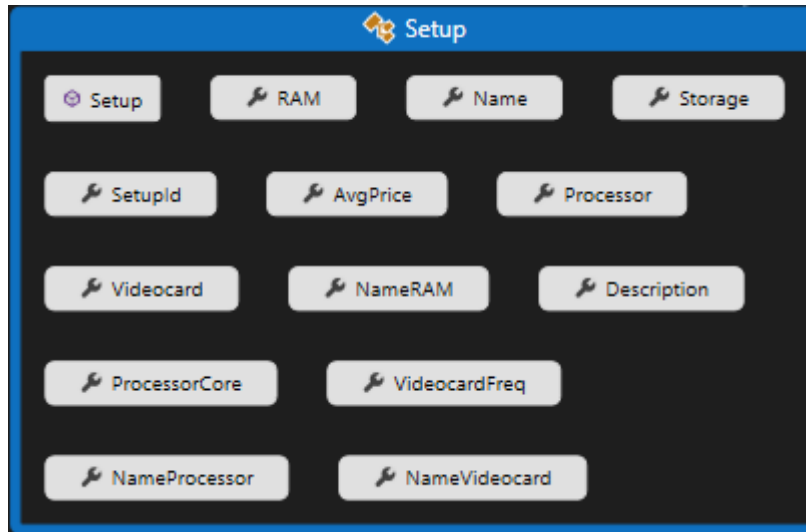 Setup
Setup RAM Name Storage
SetupId AvgPrice Processor
Videocard NameRAM Description
ProcessorCore VideocardFreq
NameProcessor NameVideocard